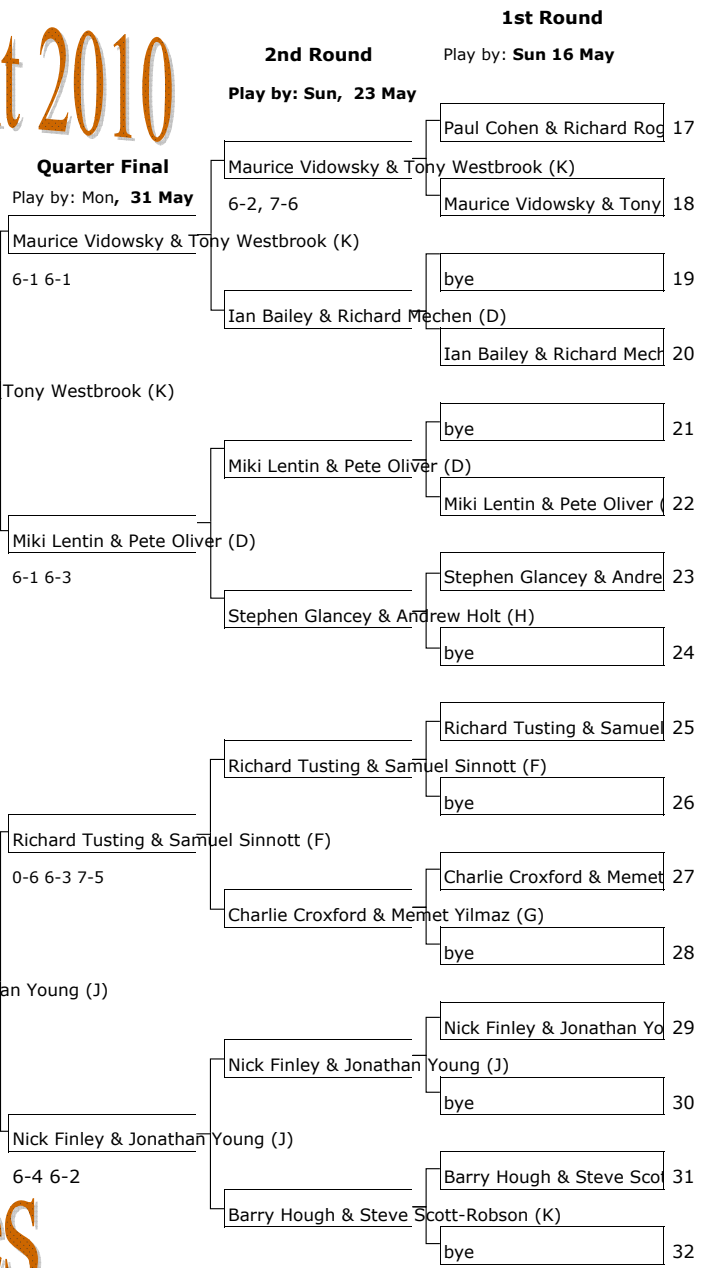 1st Round
2nd Round
Play by: Sun 16 May
t 2010
Play by: Sun, 23 May
Paul Cohen & Richard Rog 17
Quarter Final
Maurice Vidowsky & Tony Westbrook (K)
Play by: Mon, 31 May
6-2, 7-6
Maurice Vidowsky & Tony 18
Maurice Vidowsky & Tony Westbrook (K)
6-1 6-1
bye 19
Ian Bailey & Richard Mechen (D)
Ian Bailey & Richard Mech 20
Tony Westbrook (K)
bye 21
Miki Lentin & Pete Oliver (D)
Miki Lentin & Pete Oliver ( 22
Miki Lentin & Pete Oliver (D)
6-1 6-3
Stephen Glancey & Andre 23
Stephen Glancey & Andrew Holt (H)
bye 24
Richard Tusting & Samuel 25
Richard Tusting & Samuel Sinnott (F)
bye 26
Richard Tusting & Samuel Sinnott (F)
0-6 6-3 7-5
Charlie Croxford & Memet 27
Charlie Croxford & Memet Yilmaz (G)
bye 28
an Young (J)
Nick Finley & Jonathan Yo 29
Nick Finley & Jonathan Young (J)
bye 30
Nick Finley & Jonathan Young (J)
6-4 6-2
Barry Hough & Steve Scot 31
Barry Hough & Steve Scott-Robson (K)
bye 32
es